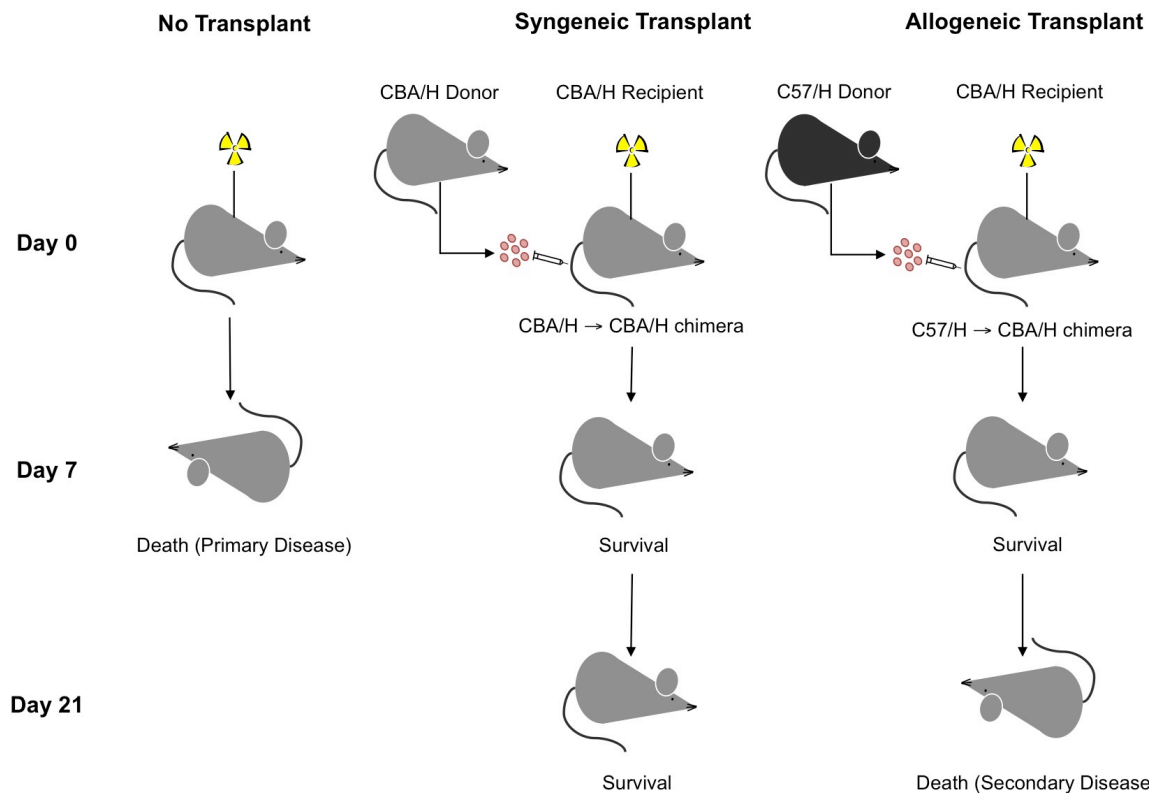 No Transplant
Syngeneic Transplant
Allogeneic Transplant
CBA/H Donor
CBA/H Recipient
C57/H Donor
CBA/H Recipient
Day 0
CBA/H → CBA/H chimera
C57/H → CBA/H chimera
Day 7
Death (Primary Disease)
Survival
Survival
Day 21
Survival
Death (Secondary Disease